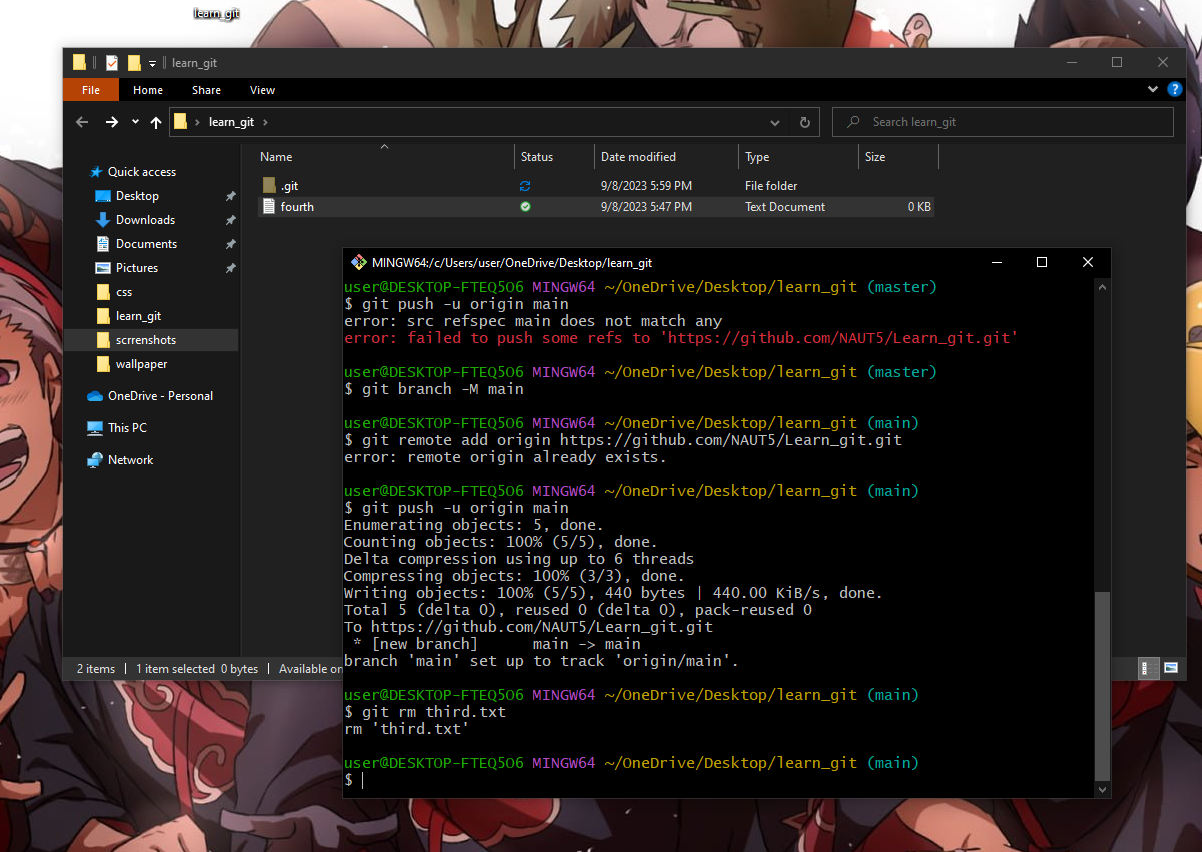 learn_git
learn_git
File Home Share View
learn_git
Search learn_git
Name Status Date modified Type Size
.git 9/8/2023 5:59 PM File folder
fourth 9/8/2023 5:47 PM Text Document 0 KB
Quick access
Desktop
Downloads
Documents
Pictures
css
learn_git
scrrenshots
wallpaper
OneDrive - Personal
This PC
Network
2 items 1 item selected 0 bytes Available on
MINGW64:/c/Users/user/OneDrive/Desktop/learn_git
user@DESKTOP-FTEQ5O6 MINGW64 ~/OneDrive/Desktop/learn_git (master)
$ git push -u origin main
error: src refspec main does not match any
error: failed to push some refs to 'https://github.com/NAUT5/Learn_git.git'
user@DESKTOP-FTEQ5O6 MINGW64 ~/OneDrive/Desktop/learn_git (master)
$ git branch -M main
user@DESKTOP-FTEQ5O6 MINGW64 ~/OneDrive/Desktop/learn_git (main)
$ git remote add origin https://github.com/NAUT5/Learn_git.git
error: remote origin already exists.
user@DESKTOP-FTEQ5O6 MINGW64 ~/OneDrive/Desktop/learn_git (main)
$ git push -u origin main
Enumerating objects: 5, done.
Counting objects: 100% (5/5), done.
Delta compression using up to 6 threads
Compressing objects: 100% (3/3), done.
Writing objects: 100% (5/5), 440 bytes | 440.00 KiB/s, done.
Total 5 (delta 0), reused 0 (delta 0), pack-reused 0
To https://github.com/NAUT5/Learn_git.git
* [new branch] main -> main
branch 'main' set up to track 'origin/main'.
user@DESKTOP-FTEQ5O6 MINGW64 ~/OneDrive/Desktop/learn_git (main)
$ git rm third.txt
rm 'third.txt'
user@DESKTOP-FTEQ5O6 MINGW64 ~/OneDrive/Desktop/learn_git (main)
$